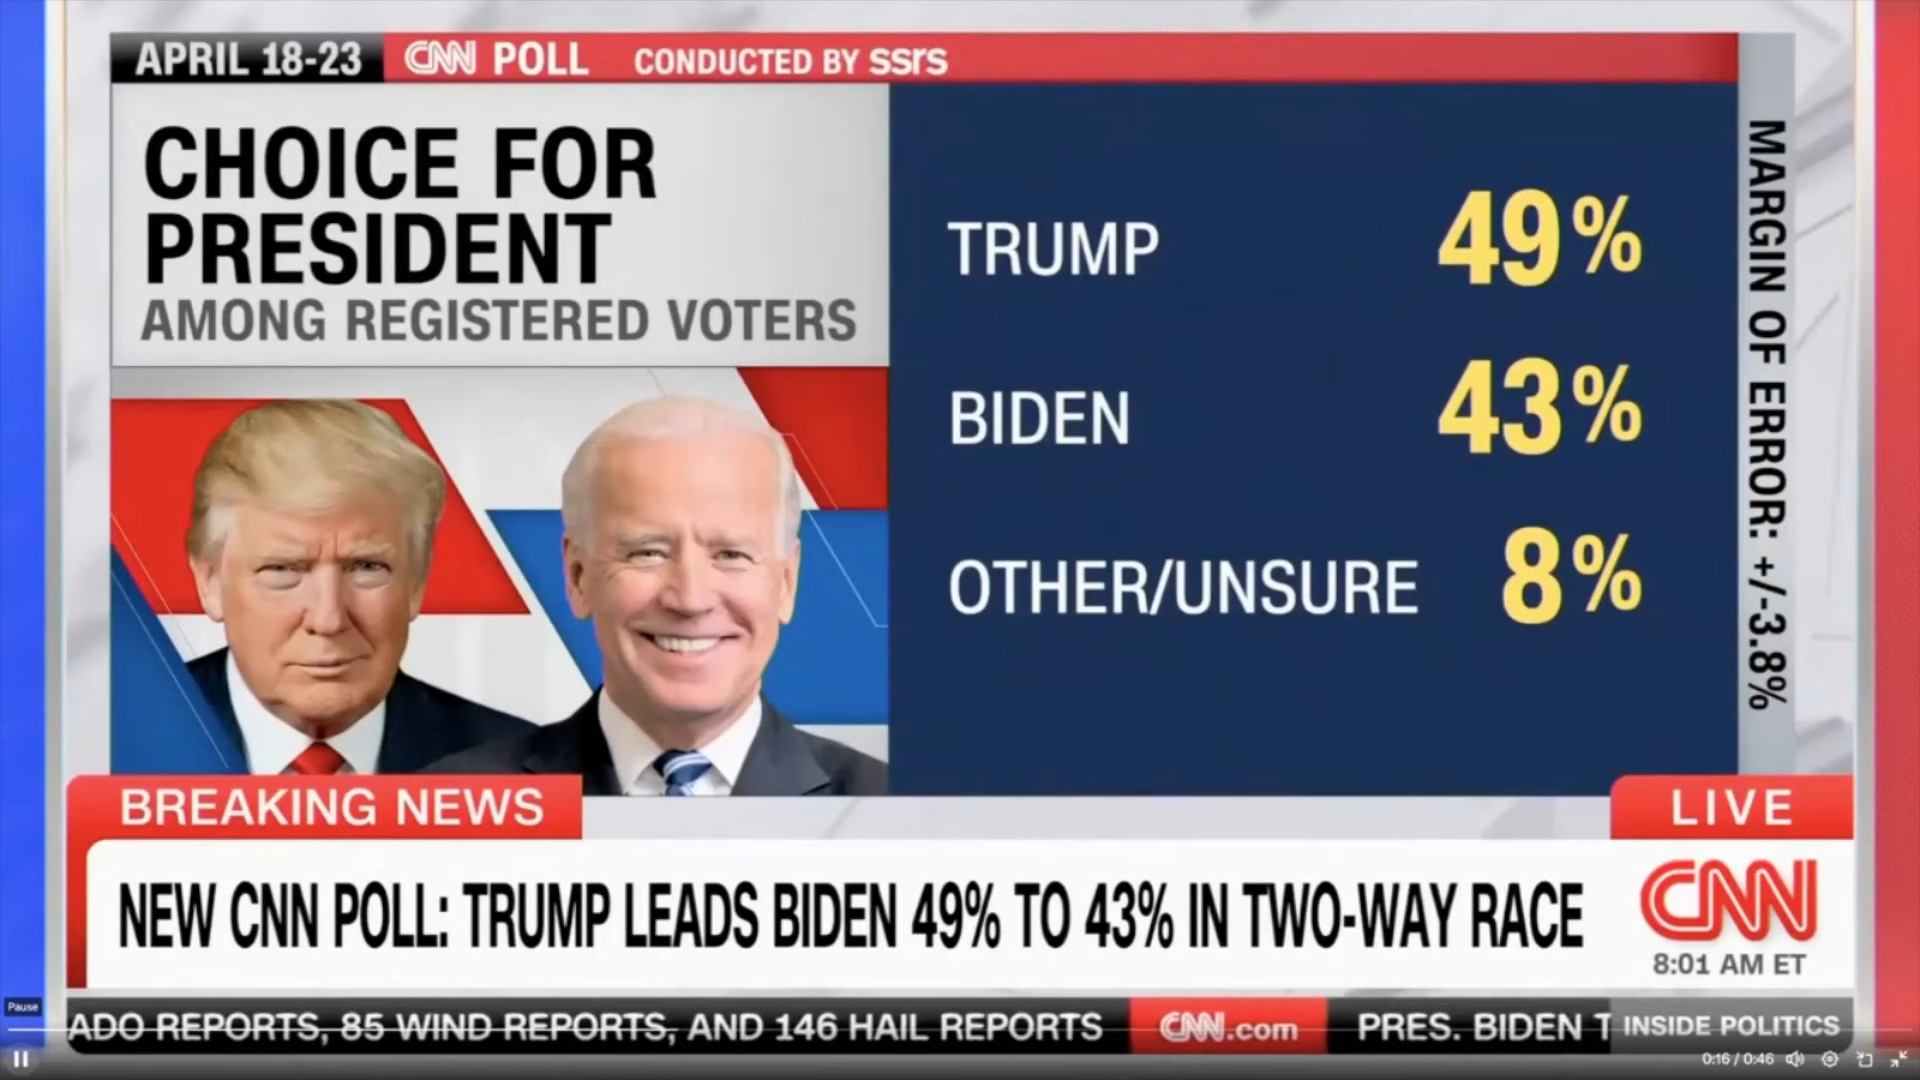 APRIL 18-23
CNN POLL
CONDUCTED BY SSRS
CHOICE FOR
PRESIDENT
AMONG REGISTERED VOTERS
TRUMP 49%
BIDEN 43%
OTHER/UNSURE 8%
MARGIN OF ERROR: +/-3.8%
BREAKING NEWS
LIVE
NEW CNN POLL: TRUMP LEADS BIDEN 49% TO 43% IN TWO-WAY RACE
CNN
8:01 AM ET
Pause
ADO REPORTS, 85 WIND REPORTS, AND 146 HAIL REPORTS
CNN.com
PRES. BIDEN T
INSIDE POLITICS
0:16 / 0:46